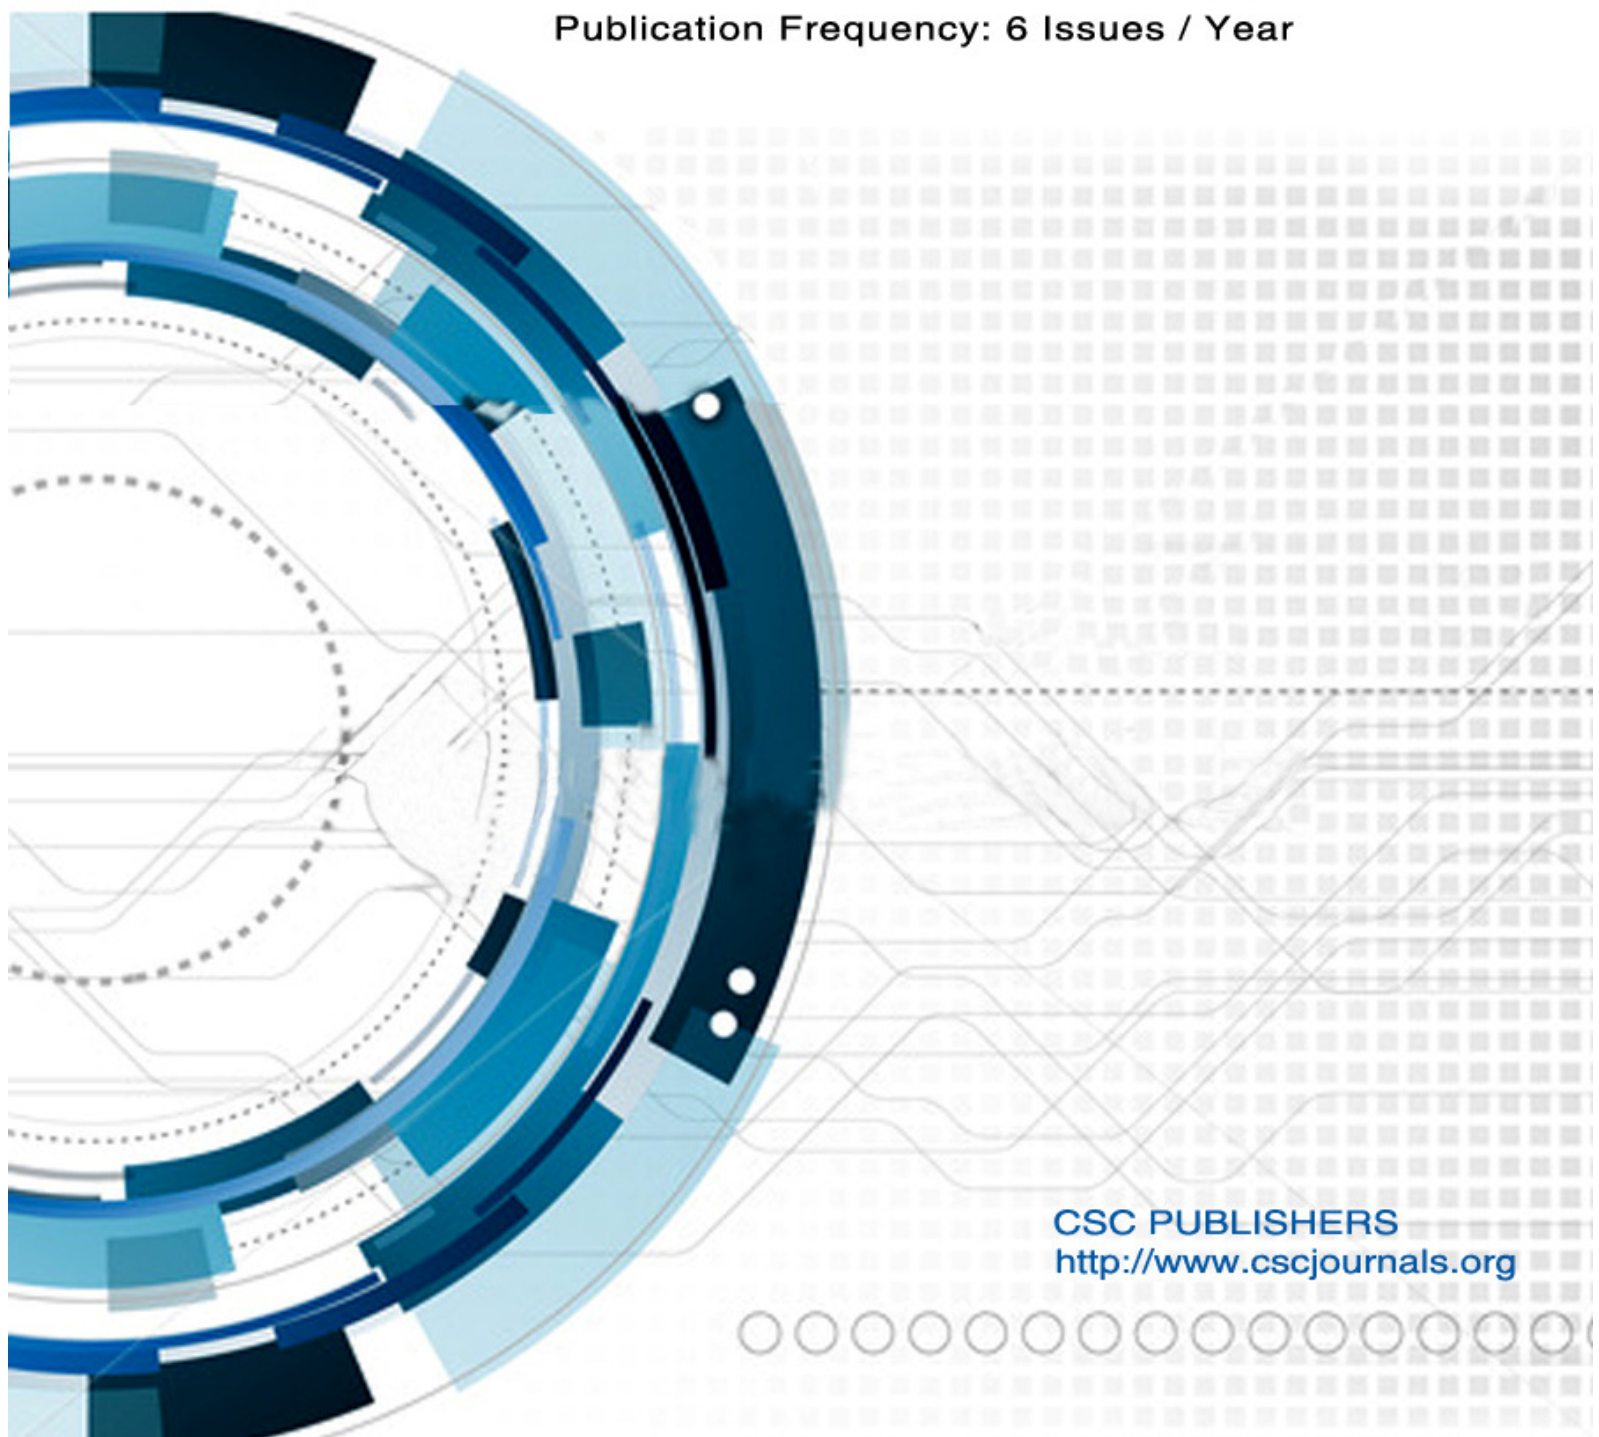 Publication Frequency: 6 Issues / Year
CSC PUBLISHERS
http://www.cscjournals.org